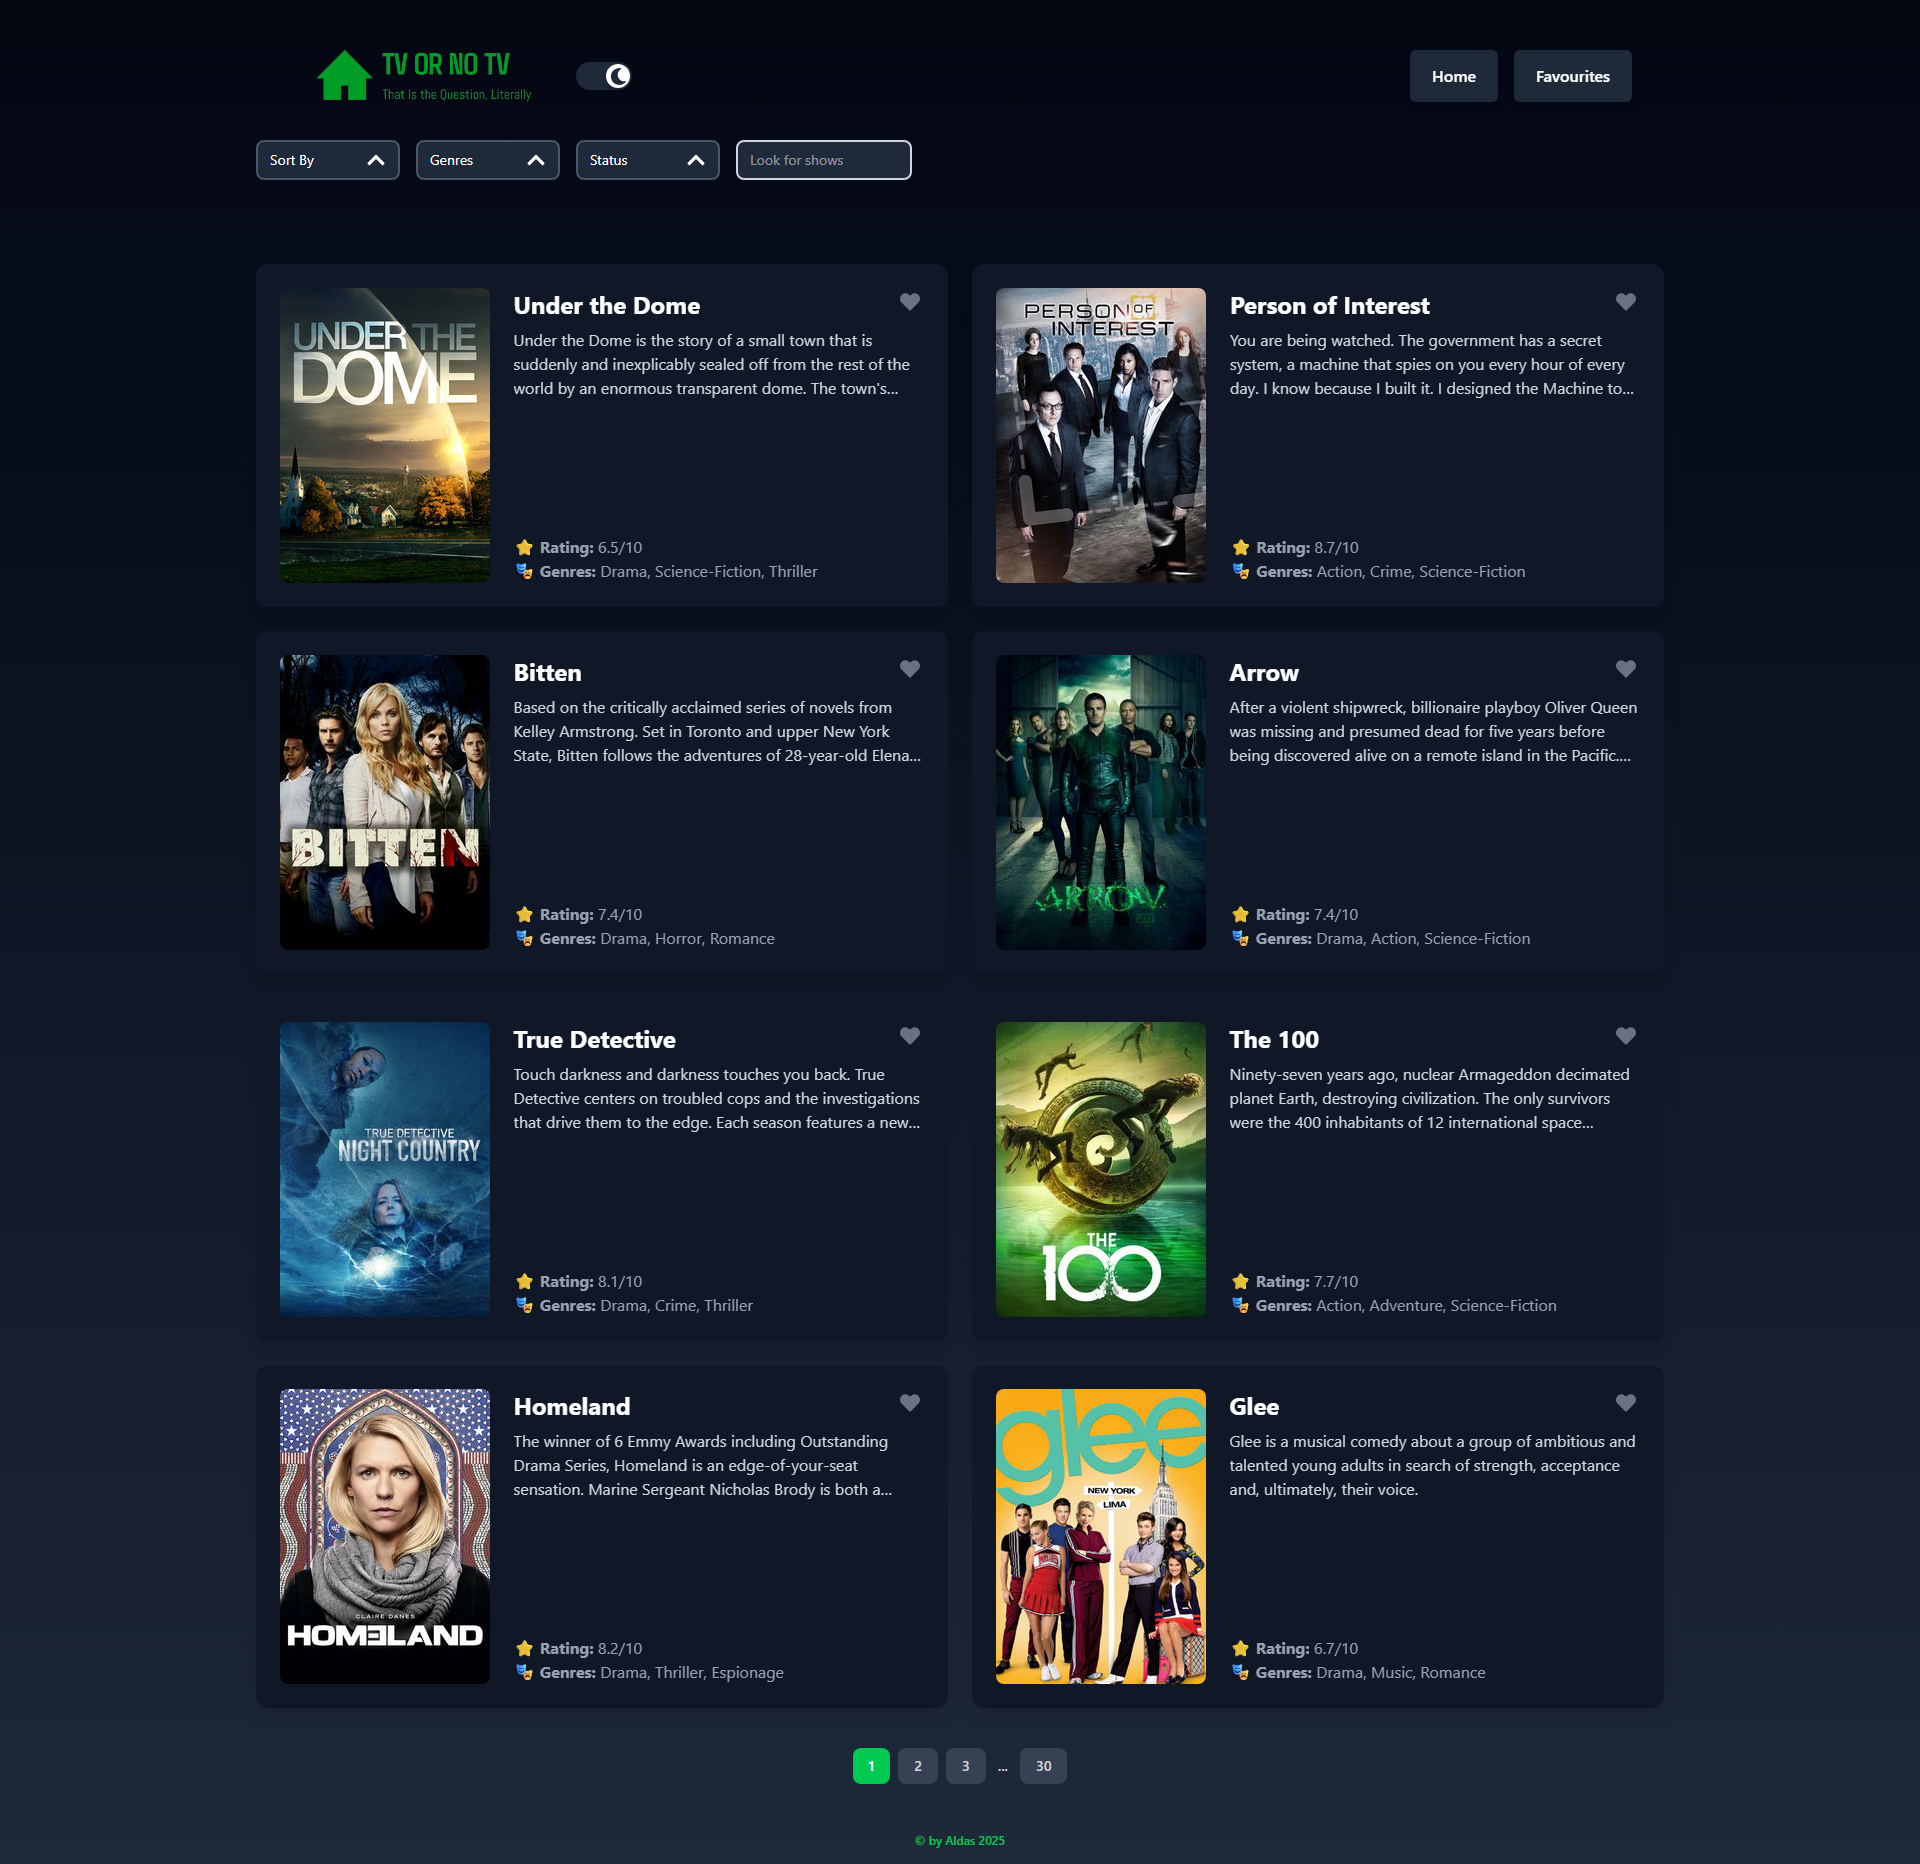 TV OR NO TV
That Is the Question, Literally
Home
Favourites
Sort By
Genres
Status
Look for shows
UNDER THE
DOME
Under the Dome
Under the Dome is the story of a small town that is
suddenly and inexplicably sealed off from the rest of the
world by an enormous transparent dome. The town's...
Rating: 6.5/10
Genres: Drama, Science-Fiction, Thriller
PERSON OF
INTEREST
Person of Interest
You are being watched. The government has a secret
system, a machine that spies on you every hour of every
day. I know because I built it. I designed the Machine to...
Rating: 8.7/10
Genres: Action, Crime, Science-Fiction
BITTEN
Bitten
Based on the critically acclaimed series of novels from
Kelley Armstrong. Set in Toronto and upper New York
State, Bitten follows the adventures of 28-year-old Elena...
Rating: 7.4/10
Genres: Drama, Horror, Romance
ARROW
Arrow
After a violent shipwreck, billionaire playboy Oliver Queen
was missing and presumed dead for five years before
being discovered alive on a remote island in the Pacific....
Rating: 7.4/10
Genres: Drama, Action, Science-Fiction
TRUE DETECTIVE
NIGHT COUNTRY
True Detective
Touch darkness and darkness touches you back. True
Detective centers on troubled cops and the investigations
that drive them to the edge. Each season features a new...
Rating: 8.1/10
Genres: Drama, Crime, Thriller
THE
100
The 100
Ninety-seven years ago, nuclear Armageddon decimated
planet Earth, destroying civilization. The only survivors
were the 400 inhabitants of 12 international space...
Rating: 7.7/10
Genres: Action, Adventure, Science-Fiction
CLAIRE DANES
HOMELAND
Homeland
The winner of 6 Emmy Awards including Outstanding
Drama Series, Homeland is an edge-of-your-seat
sensation. Marine Sergeant Nicholas Brody is both a...
Rating: 8.2/10
Genres: Drama, Thriller, Espionage
glee
NEW YORK
LIMA
Glee
Glee is a musical comedy about a group of ambitious and
talented young adults in search of strength, acceptance
and, ultimately, their voice.
Rating: 6.7/10
Genres: Drama, Music, Romance
1 2 3 ... 30
© by Aldas 2025